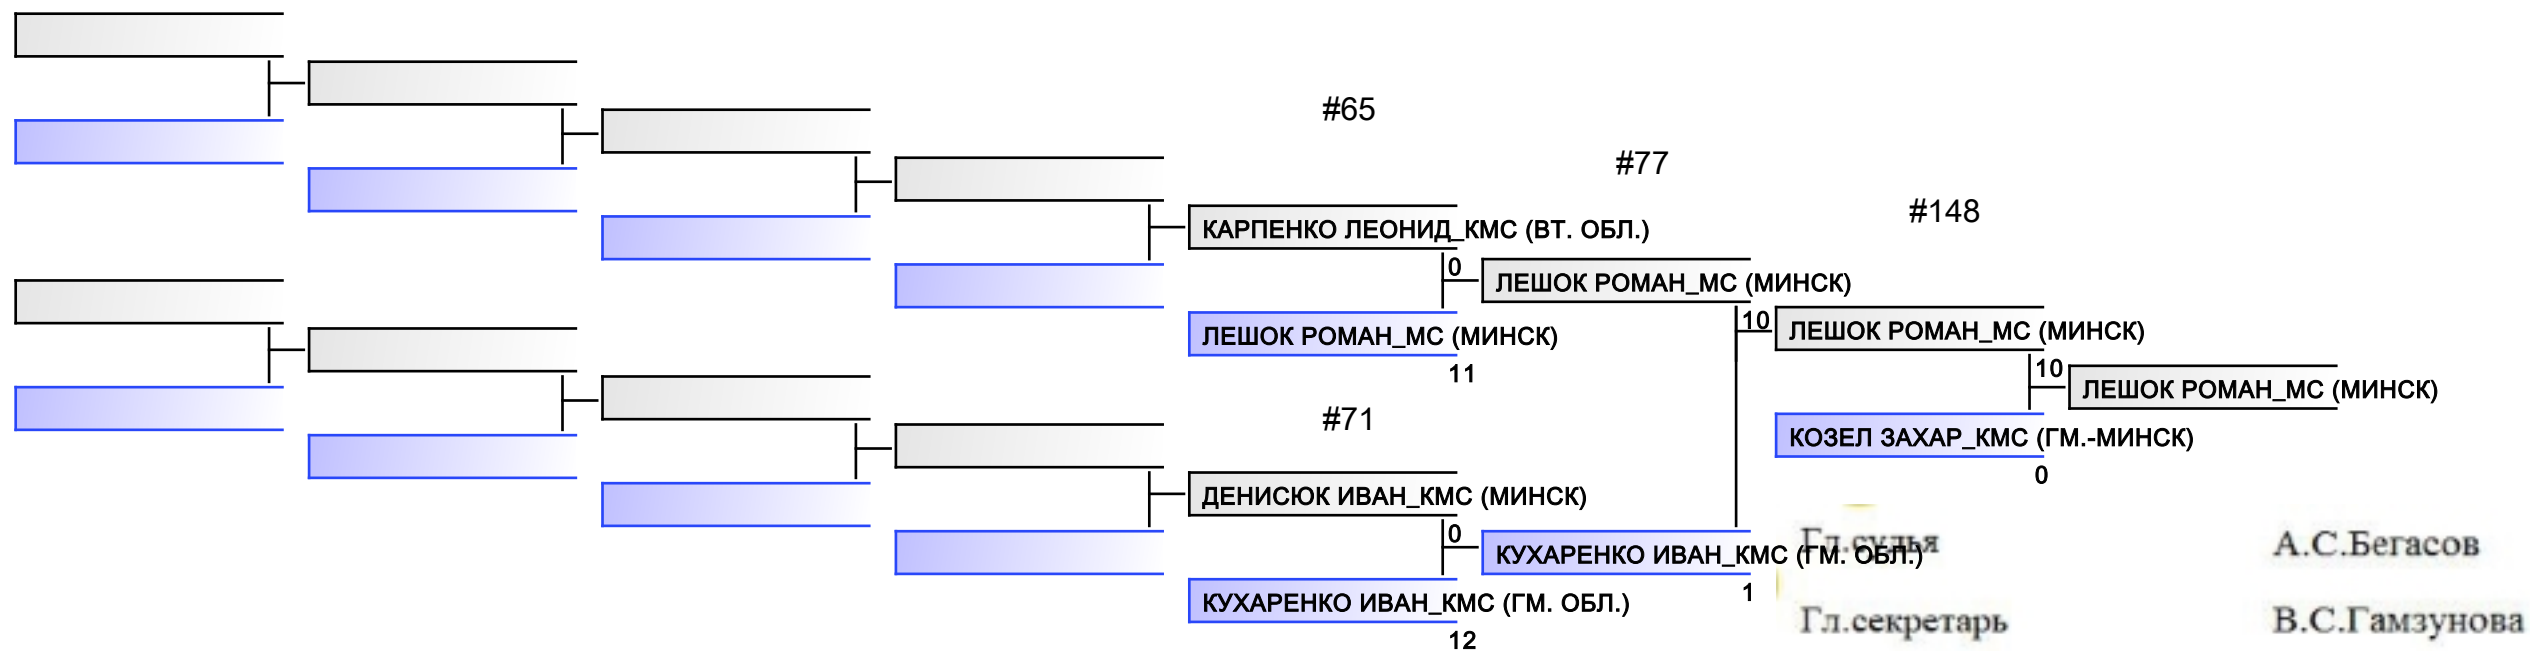 #65
#77
#148
КАРПЕНКО ЛЕОНИД_КМС (ВТ. ОБЛ.)
0
ЛЕШОК РОМАН_МС (МИНСК)
10
ЛЕШОК РОМАН_МС (МИНСК)
ЛЕШОК РОМАН_МС (МИНСК)
11
10
ЛЕШОК РОМАН_МС (МИНСК)
#71
КОЗЕЛ ЗАХАР_КМС (ГМ.-МИНСК)
0
ДЕНИСЮК ИВАН_КМС (МИНСК)
0
КУХАРЕНКО ИВАН_КМС (ГМ. ОБЛ.)
1
Гл.судья А.С.Бегасов
КУХАРЕНКО ИВАН_КМС (ГМ. ОБЛ.)
12
Гл.секретарь В.С.Гамзунова